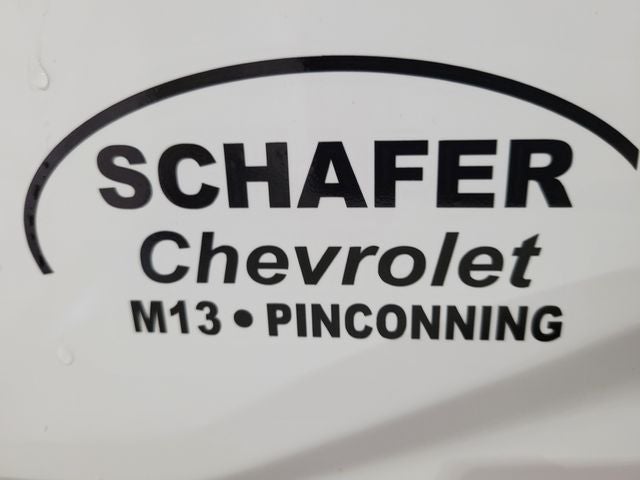 SCHAFER
Chevrolet
M13 • PINCONNING